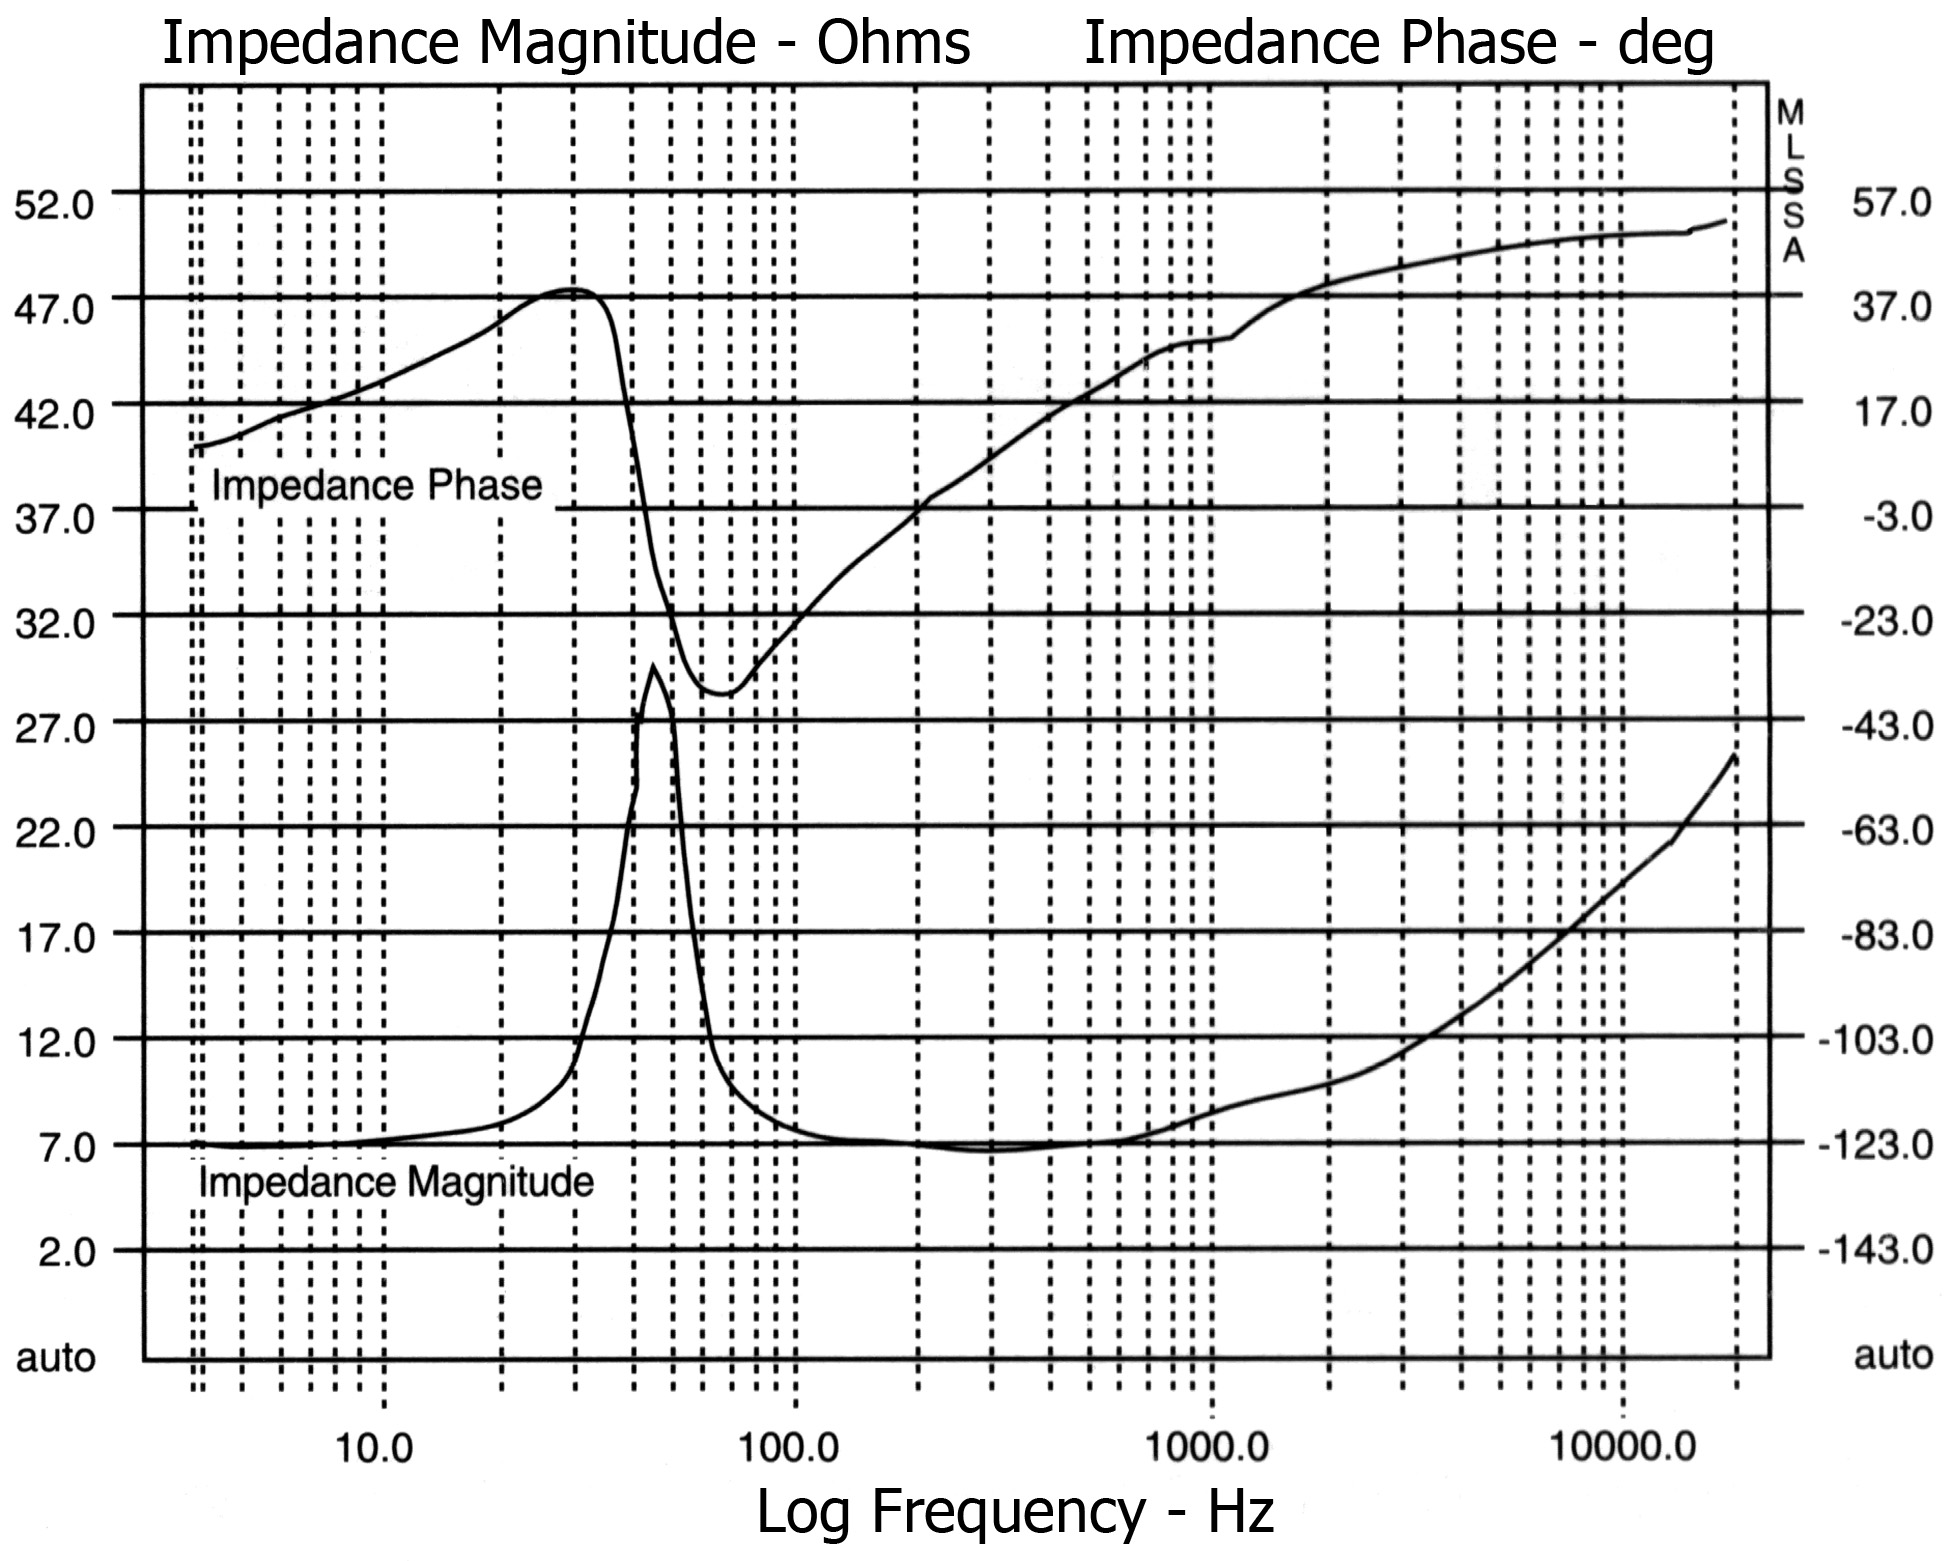 Impedance Magnitude - Ohms Impedance Phase - deg
M
L
S
S
A
52.0 57.0
47.0 37.0
42.0 17.0
Impedance Phase
37.0 -3.0
32.0 -23.0
27.0 -43.0
22.0 -63.0
17.0 -83.0
12.0 -103.0
7.0 -123.0
Impedance Magnitude
2.0 -143.0
auto auto
10.0 100.0 1000.0 10000.0
Log Frequency - Hz